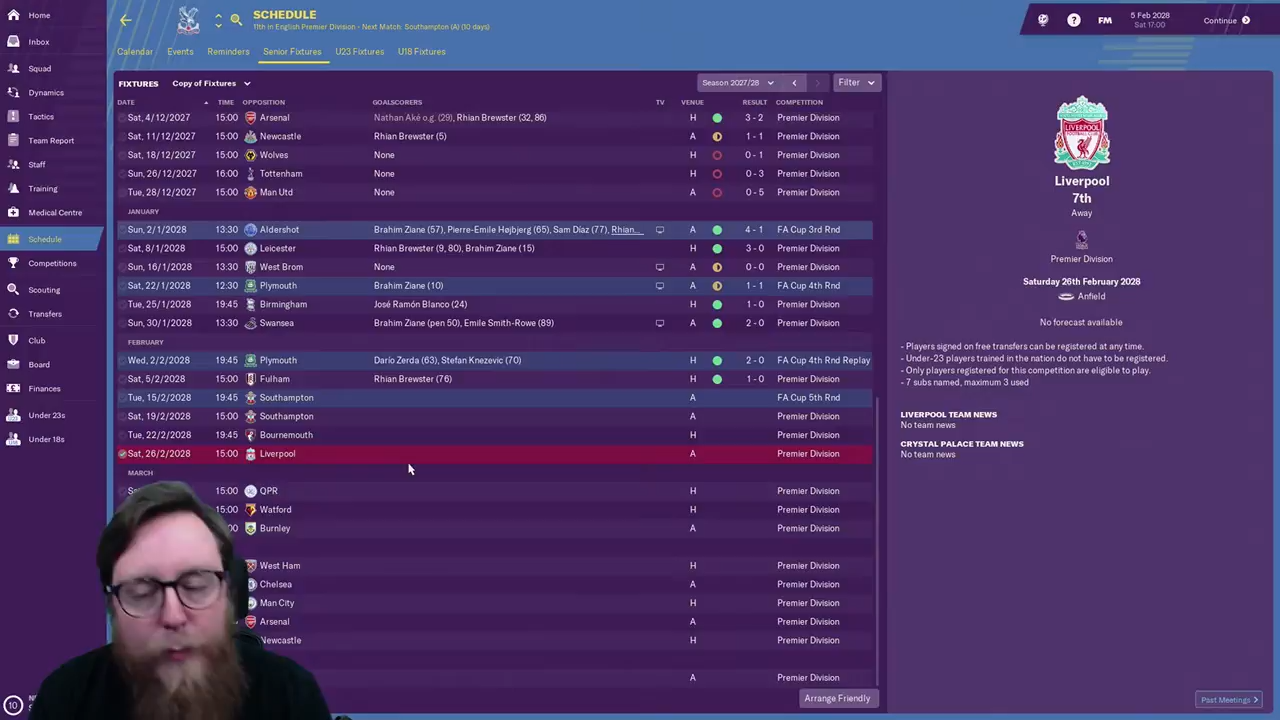 Home
SCHEDULE
11th in English Premier Division - Next Match: Southampton (A) (10 days)
FM
5 Feb 2028
Sat 17:00
Continue
Inbox
Squad
Dynamics
Tactics
Team Report
Staff
Training
Medical Centre
Schedule
Competitions
Scouting
Transfers
Club
Board
Finances
Under 23s
Under 18s
10
Calendar Events Reminders Senior Fixtures U23 Fixtures U18 Fixtures
FIXTURES Copy of Fixtures Season 2027/28 Filter
DATE TIME OPPOSITION GOALSCORERS TV VENUE RESULT COMPETITION
Sat, 4/12/2027 15:00 Arsenal Nathan Aké o.g. (29), Rhian Brewster (32, 86) H 3 - 2 Premier Division
Sat, 11/12/2027 15:00 Newcastle Rhian Brewster (5) A 1 - 1 Premier Division
Sat, 18/12/2027 15:00 Wolves None H 0 - 1 Premier Division
Sun, 26/12/2027 16:00 Tottenham None H 0 - 3 Premier Division
Tue, 28/12/2027 15:00 Man Utd None A 0 - 5 Premier Division
JANUARY
Sun, 2/1/2028 13:30 Aldershot Brahim Ziane (57), Pierre-Emile Højbjerg (65), Sam Díaz (77), Rhian... A 4 - 1 FA Cup 3rd Rnd
Sat, 8/1/2028 15:00 Leicester Rhian Brewster (9, 80), Brahim Ziane (15) H 3 - 0 Premier Division
Sun, 16/1/2028 13:30 West Brom None A 0 - 0 Premier Division
Sat, 22/1/2028 12:30 Plymouth Brahim Ziane (10) A 1 - 1 FA Cup 4th Rnd
Tue, 25/1/2028 19:45 Birmingham José Ramón Blanco (24) H 1 - 0 Premier Division
Sun, 30/1/2028 13:30 Swansea Brahim Ziane (pen 50), Emile Smith-Rowe (89) A 2 - 0 Premier Division
FEBRUARY
Wed, 2/2/2028 19:45 Plymouth Darío Zerda (63), Stefan Knezevic (70) H 2 - 0 FA Cup 4th Rnd Replay
Sat, 5/2/2028 15:00 Fulham Rhian Brewster (76) H 1 - 0 Premier Division
Tue, 15/2/2028 19:45 Southampton A FA Cup 5th Rnd
Sat, 19/2/2028 15:00 Southampton A Premier Division
Tue, 22/2/2028 19:45 Bournemouth H Premier Division
Sat, 26/2/2028 15:00 Liverpool A Premier Division
MARCH
15:00 QPR H Premier Division
15:00 Watford H Premier Division
Burnley A Premier Division
West Ham H Premier Division
Chelsea A Premier Division
Man City H Premier Division
Arsenal A Premier Division
Newcastle H Premier Division
A Premier Division
Arrange Friendly
LIVERPOOL
FOOTBALL CLUB
Liverpool
7th
Away
Premier Division
Saturday 26th February 2028
Anfield
No forecast available
- Players signed on free transfers can be registered at any time.
- Under-23 players trained in the nation do not have to be registered.
- Only players registered for this competition are eligible to play.
- 7 subs named, maximum 3 used
LIVERPOOL TEAM NEWS
No team news
CRYSTAL PALACE TEAM NEWS
No team news
Past Meetings